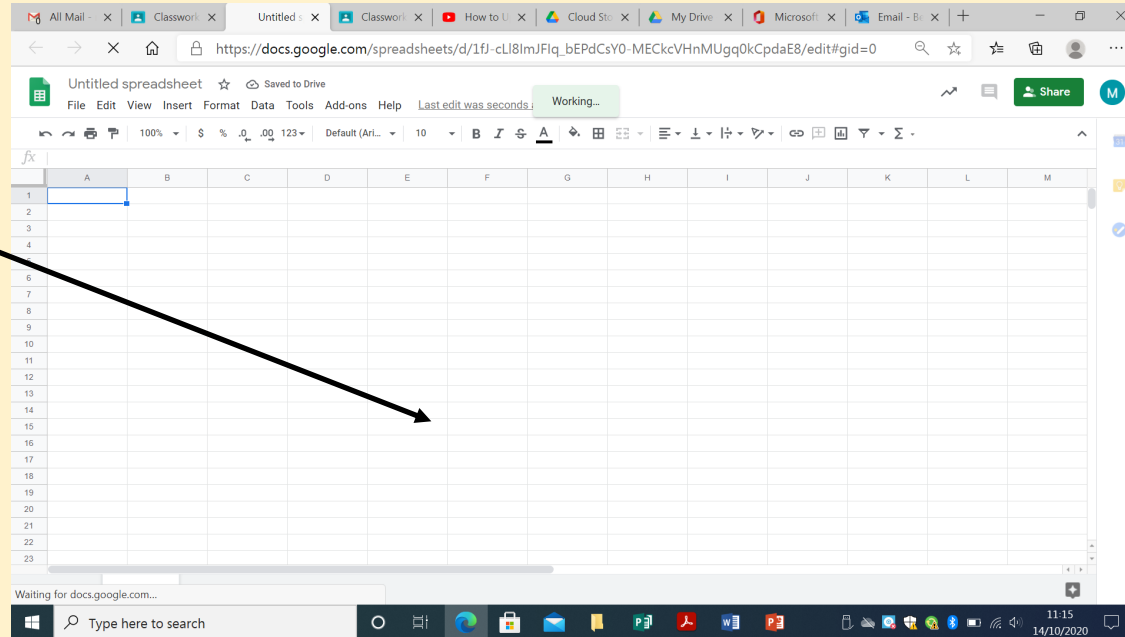 All Mail -
Classwork
Untitled s
Classwork
How to U
Cloud Sto
My Drive
Microsoft
Email - Be
https://docs.google.com/spreadsheets/d/1fJ-cLl8ImJFIq_bEPdCsY0-MECkcVHnMUgq0kCpdaE8/edit#gid=0
Untitled spreadsheet
Saved to Drive
File Edit View Insert Format Data Tools Add-ons Help Last edit was seconds
Working...
Share
M
100% $ % .0 .00 123 Default (Ari... 10 B I S A
fx
A B C D E F G H I J K L M
1
2
3
4
6
7
8
9
10
11
12
13
14
15
16
17
18
19
20
21
22
23
Waiting for docs.google.com...
Type here to search
11:15
14/10/2020